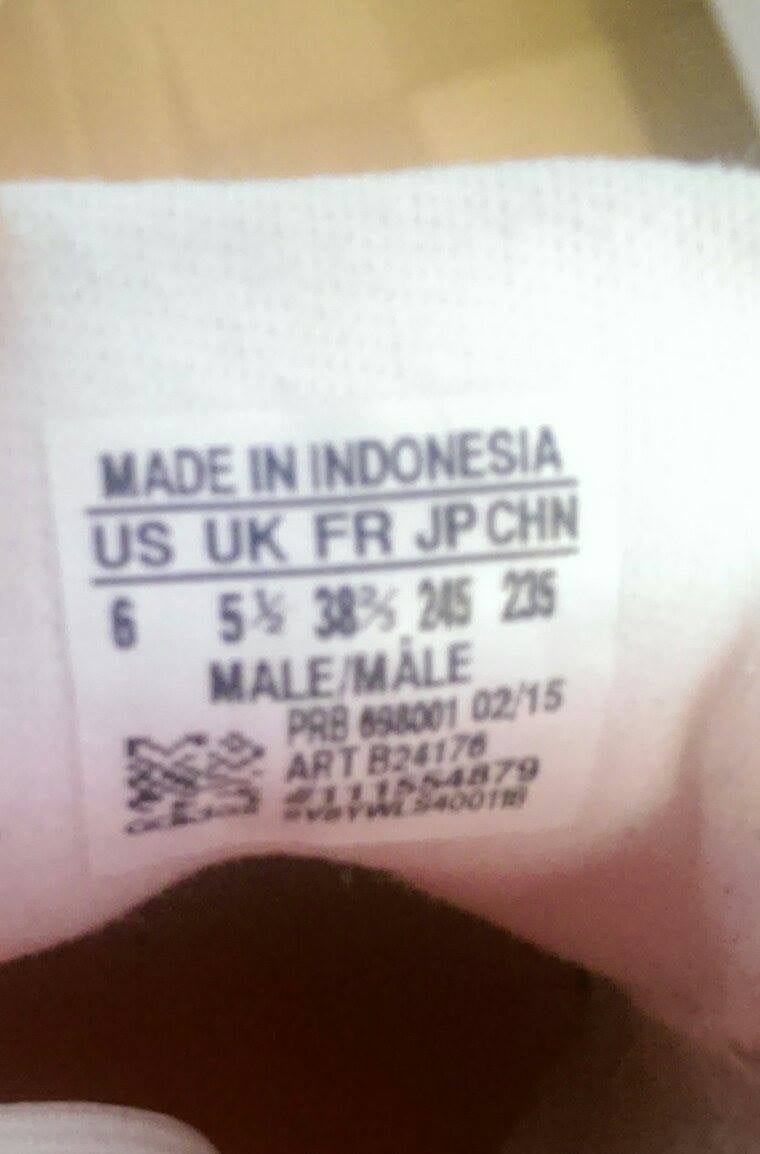 MADE IN INDONESIA
US UK FR JP CHN
6 5½ 38⅔ 245 235
MALE/MÂLE
PRB 698001 02/15
ART B24176
#111554879